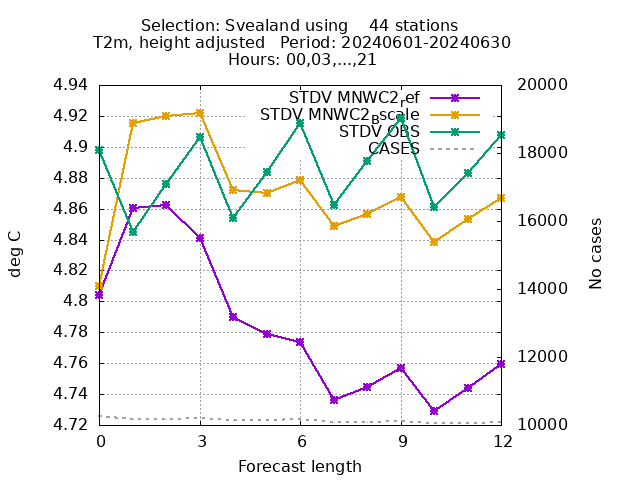 Selection: Svealand using    44 stations
T2m, height adjusted   Period: 20240601-20240630
Hours: 00,03,...,21
4.94
4.92
4.9
4.88
4.86
4.84
4.82
4.8
4.78
4.76
4.74
4.72
deg C
STDV MNWC2_ref
STDV MNWC2_Bscale
STDV OBS
CASES
20000
18000
16000
14000
12000
10000
No cases
0 3 6 9 12
Forecast length